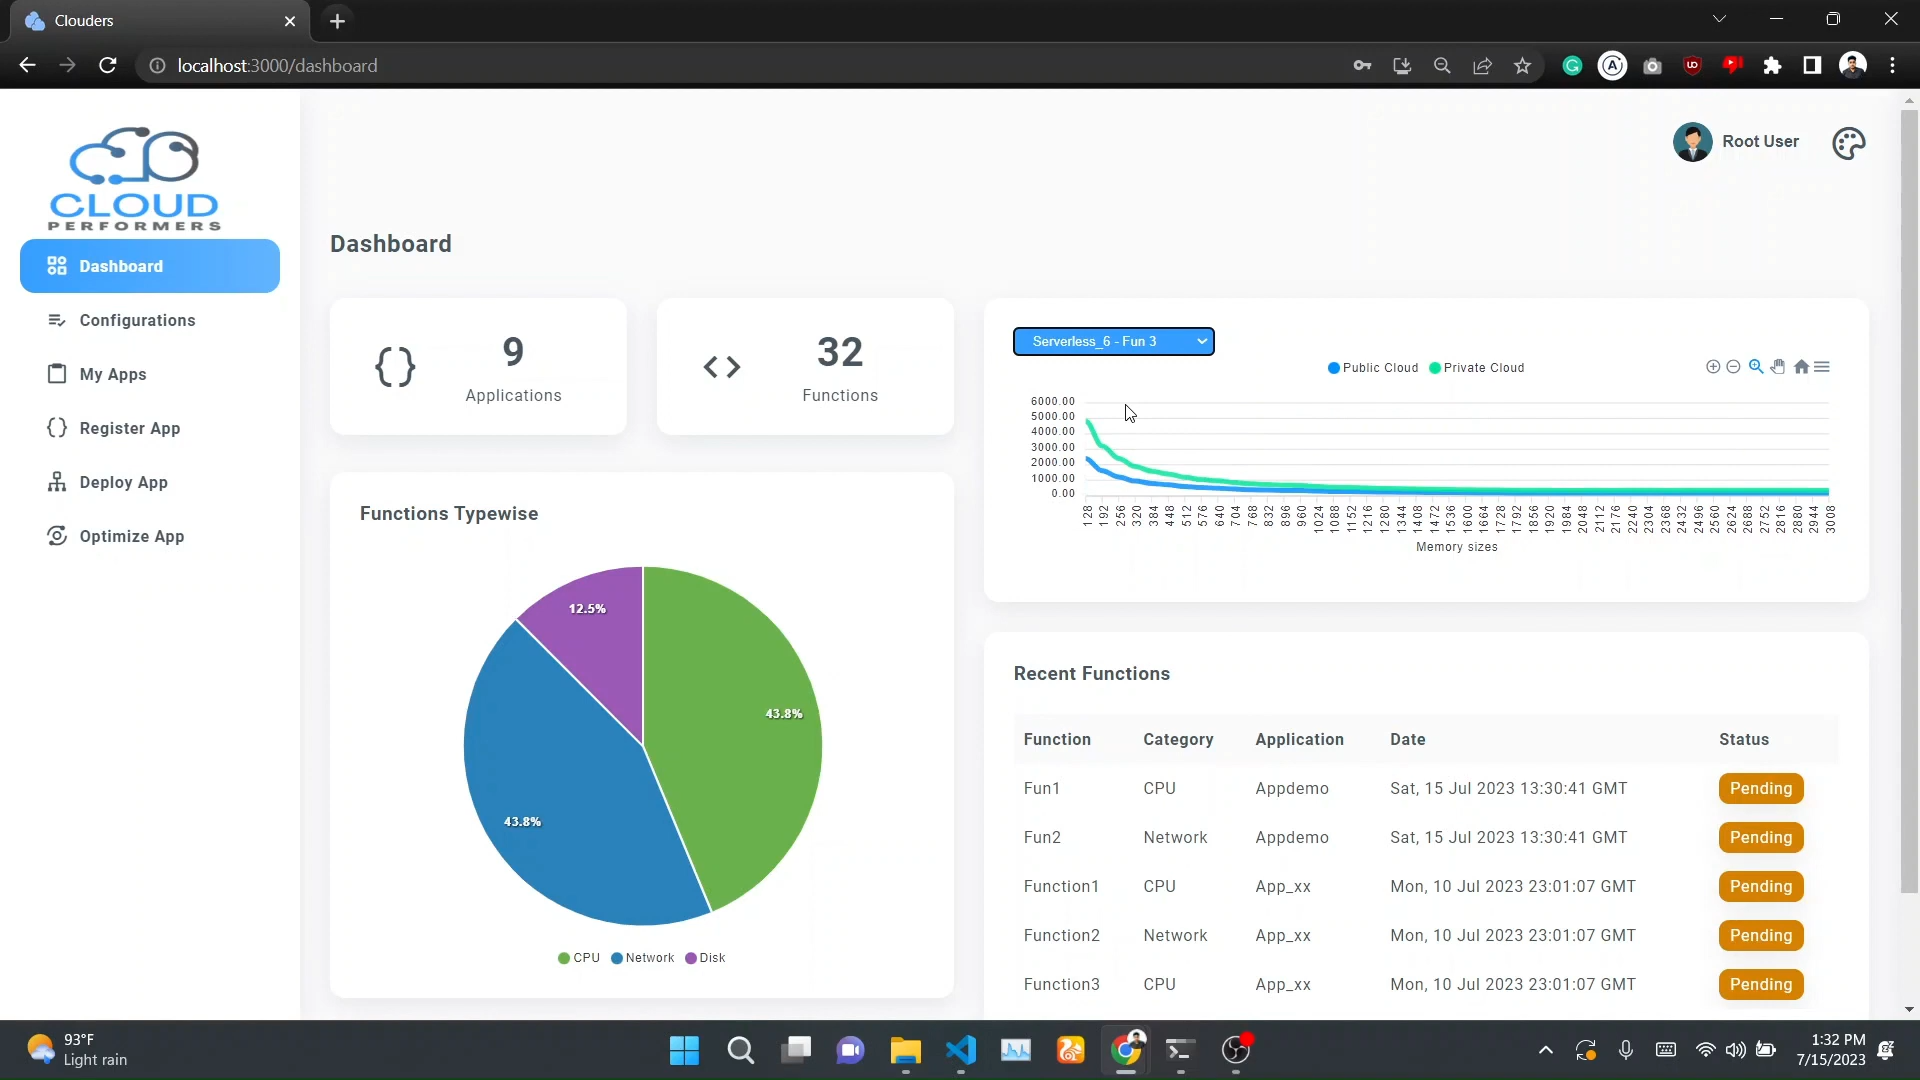 Clouders
localhost:3000/dashboard
CLOUD
PERFORMERS
Root User
Dashboard
Configurations
My Apps
Register App
Deploy App
Optimize App
Dashboard
9
Applications
32
Functions
Functions Typewise
12.5%
43.8%
43.8%
CPU Network Disk
Serverless_6 - Fun 3
Public Cloud Private Cloud
6000.00
5000.00
4000.00
3000.00
2000.00
1000.00
0.00
128 192 256 320 384 448 512 576 640 704 768 832 896 960 1024 1088 1152 1216 1280 1344 1408 1472 1536 1600 1664 1728 1792 1856 1920 1984 2048 2112 2176 2240 2304 2368 2432 2496 2560 2624 2688 2752 2816 2880 2944 3008
Memory sizes
Recent Functions
Function Category Application Date Status
Fun1 CPU Appdemo Sat, 15 Jul 2023 13:30:41 GMT Pending
Fun2 Network Appdemo Sat, 15 Jul 2023 13:30:41 GMT Pending
Function1 CPU App_xx Mon, 10 Jul 2023 23:01:07 GMT Pending
Function2 Network App_xx Mon, 10 Jul 2023 23:01:07 GMT Pending
Function3 CPU App_xx Mon, 10 Jul 2023 23:01:07 GMT Pending
93°F
Light rain
1:32 PM
7/15/2023